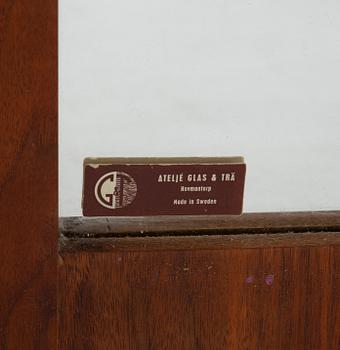 ATELJÉ GLAS & TRÄ
Hovmantorp
Made in Sweden